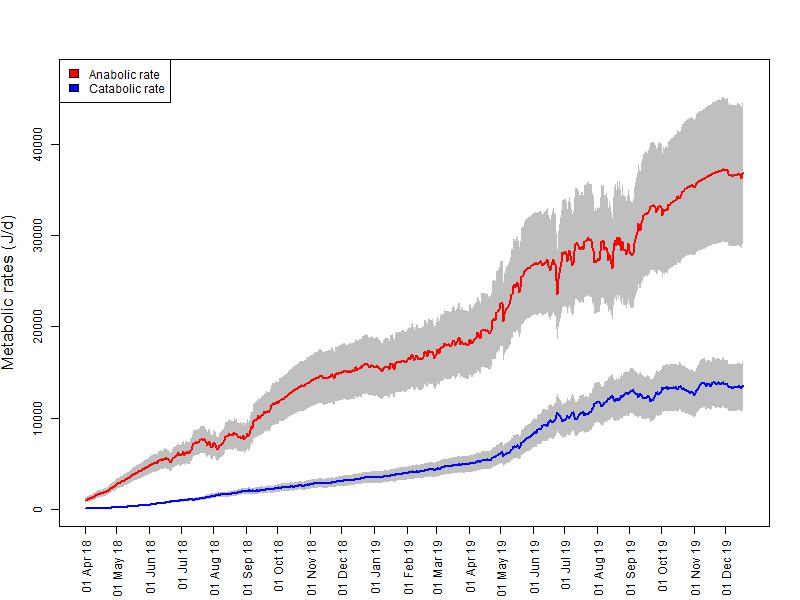 Anabolic rate
Catabolic rate
Metabolic rates (J/d)
40000
30000
20000
10000
0
01 Apr 18
01 May 18
01 Jun 18
01 Jul 18
01 Aug 18
01 Sep 18
01 Oct 18
01 Nov 18
01 Dec 18
01 Jan 19
01 Feb 19
01 Mar 19
01 Apr 19
01 May 19
01 Jun 19
01 Jul 19
01 Aug 19
01 Sep 19
01 Oct 19
01 Nov 19
01 Dec 19